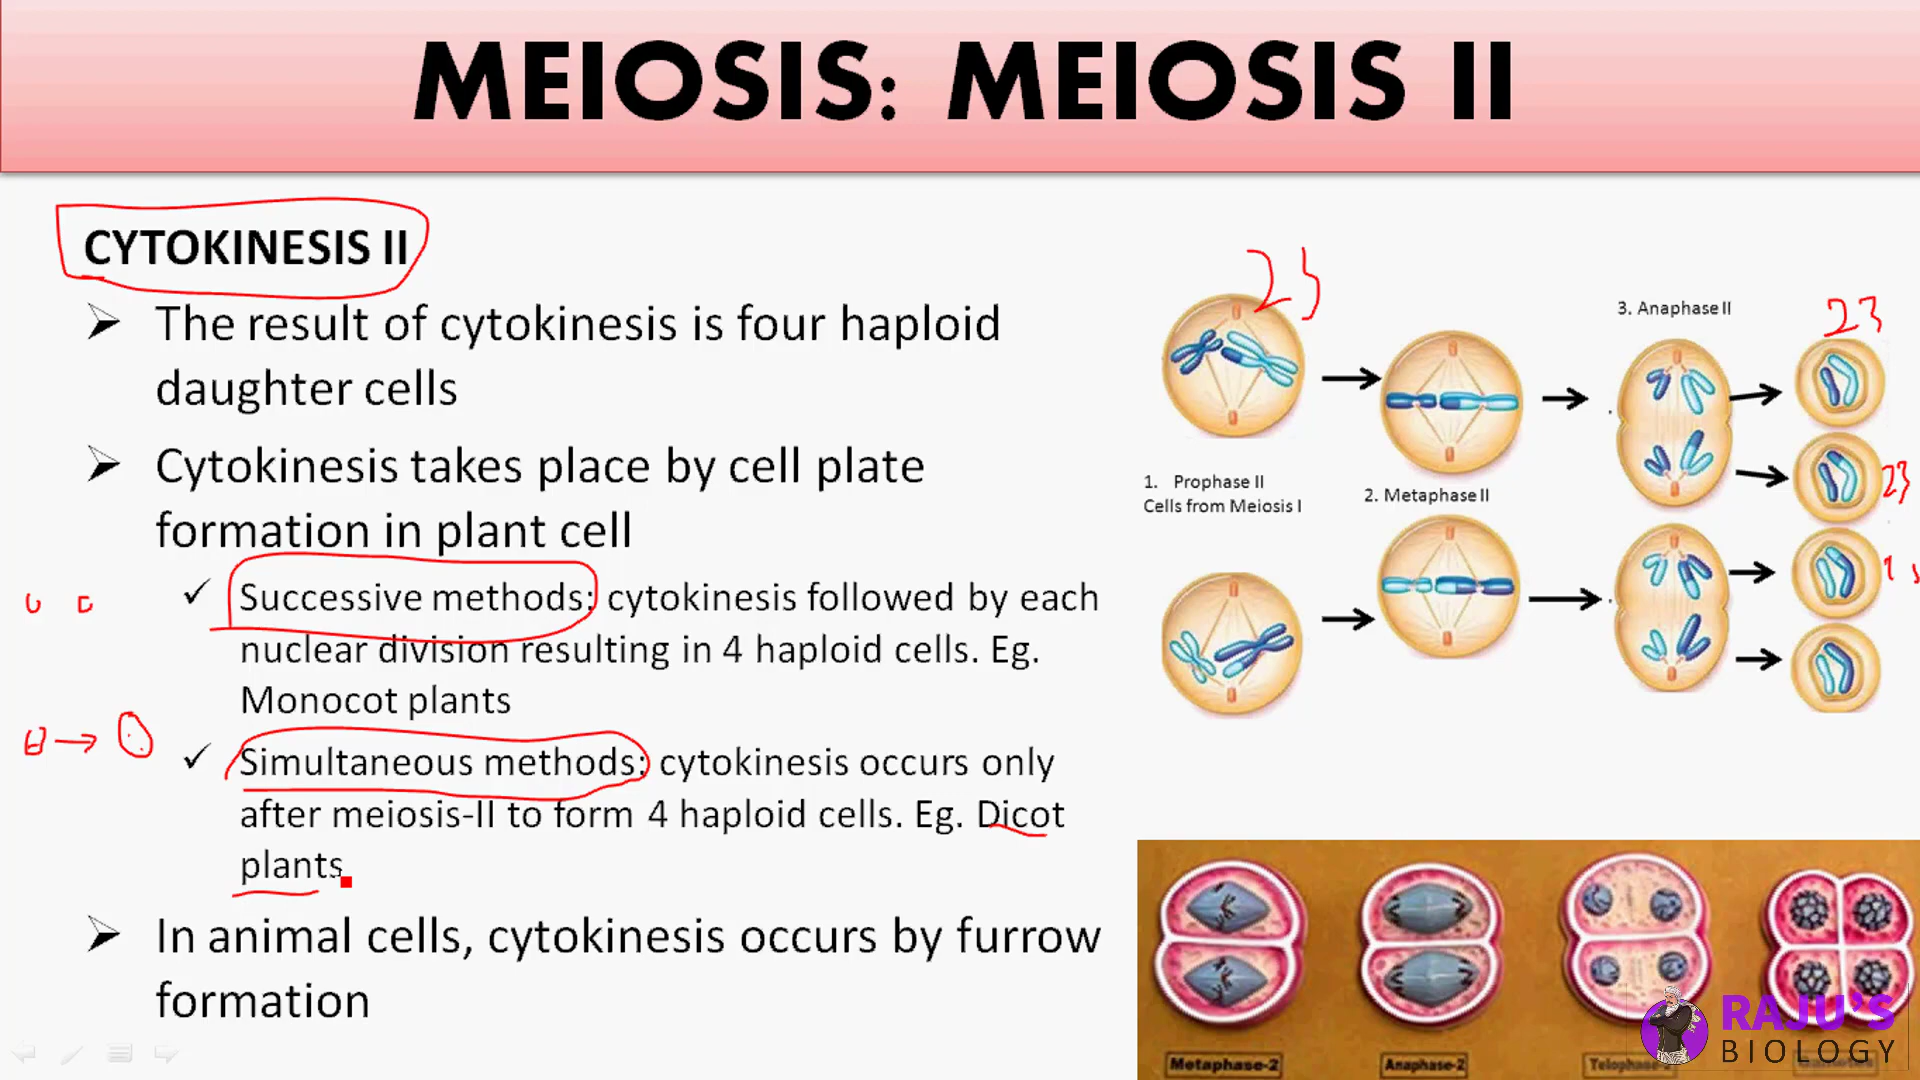 MEIOSIS: MEIOSIS II
CYTOKINESIS II
➢ The result of cytokinesis is four haploid
daughter cells
➢ Cytokinesis takes place by cell plate
formation in plant cell
✓ Successive methods: cytokinesis followed by each
nuclear division resulting in 4 haploid cells. Eg.
Monocot plants
✓ Simultaneous methods: cytokinesis occurs only
after meiosis-II to form 4 haploid cells. Eg. Dicot
plants
➢ In animal cells, cytokinesis occurs by furrow
formation
23
3. Anaphase II
23
1. Prophase II
Cells from Meiosis I
2. Metaphase II
23
Metaphase-2
Anaphase-2
RAJU'S
BIOLOGY